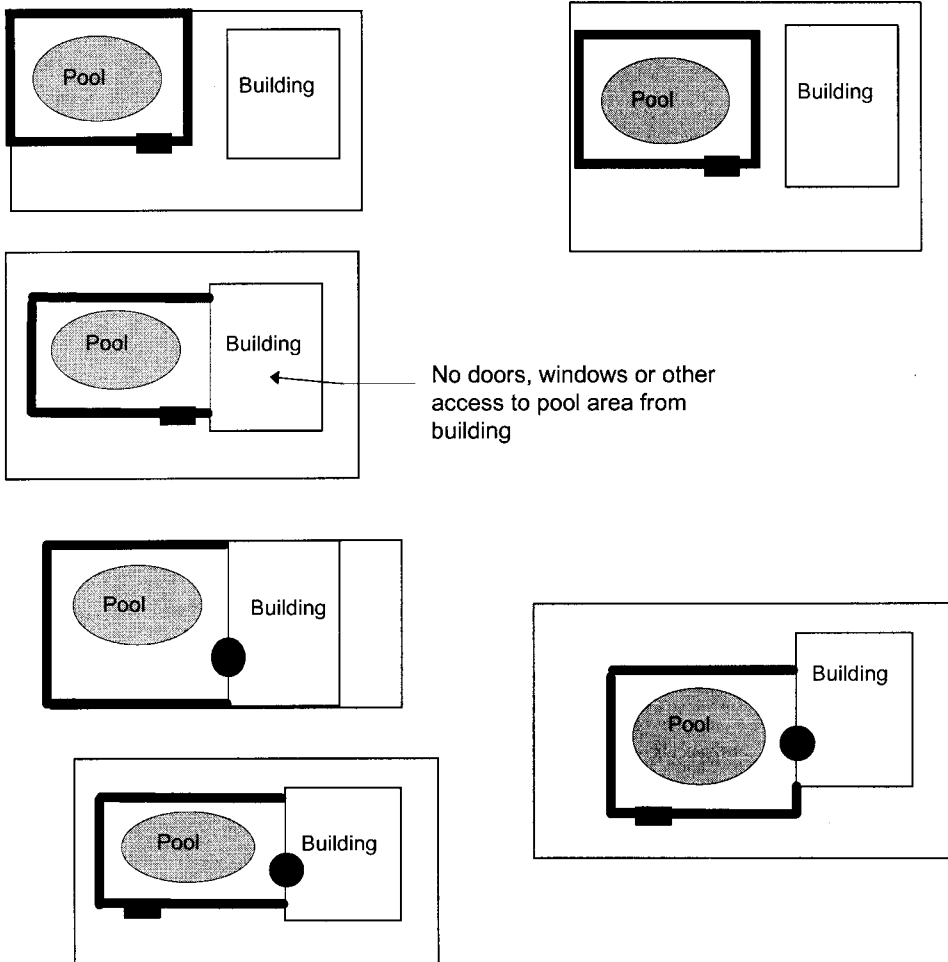 Pool
Building
Pool
Building
Pool
Building
No doors, windows or other
access to pool area from
building
Pool
Building
Pool
Building
Pool
Building